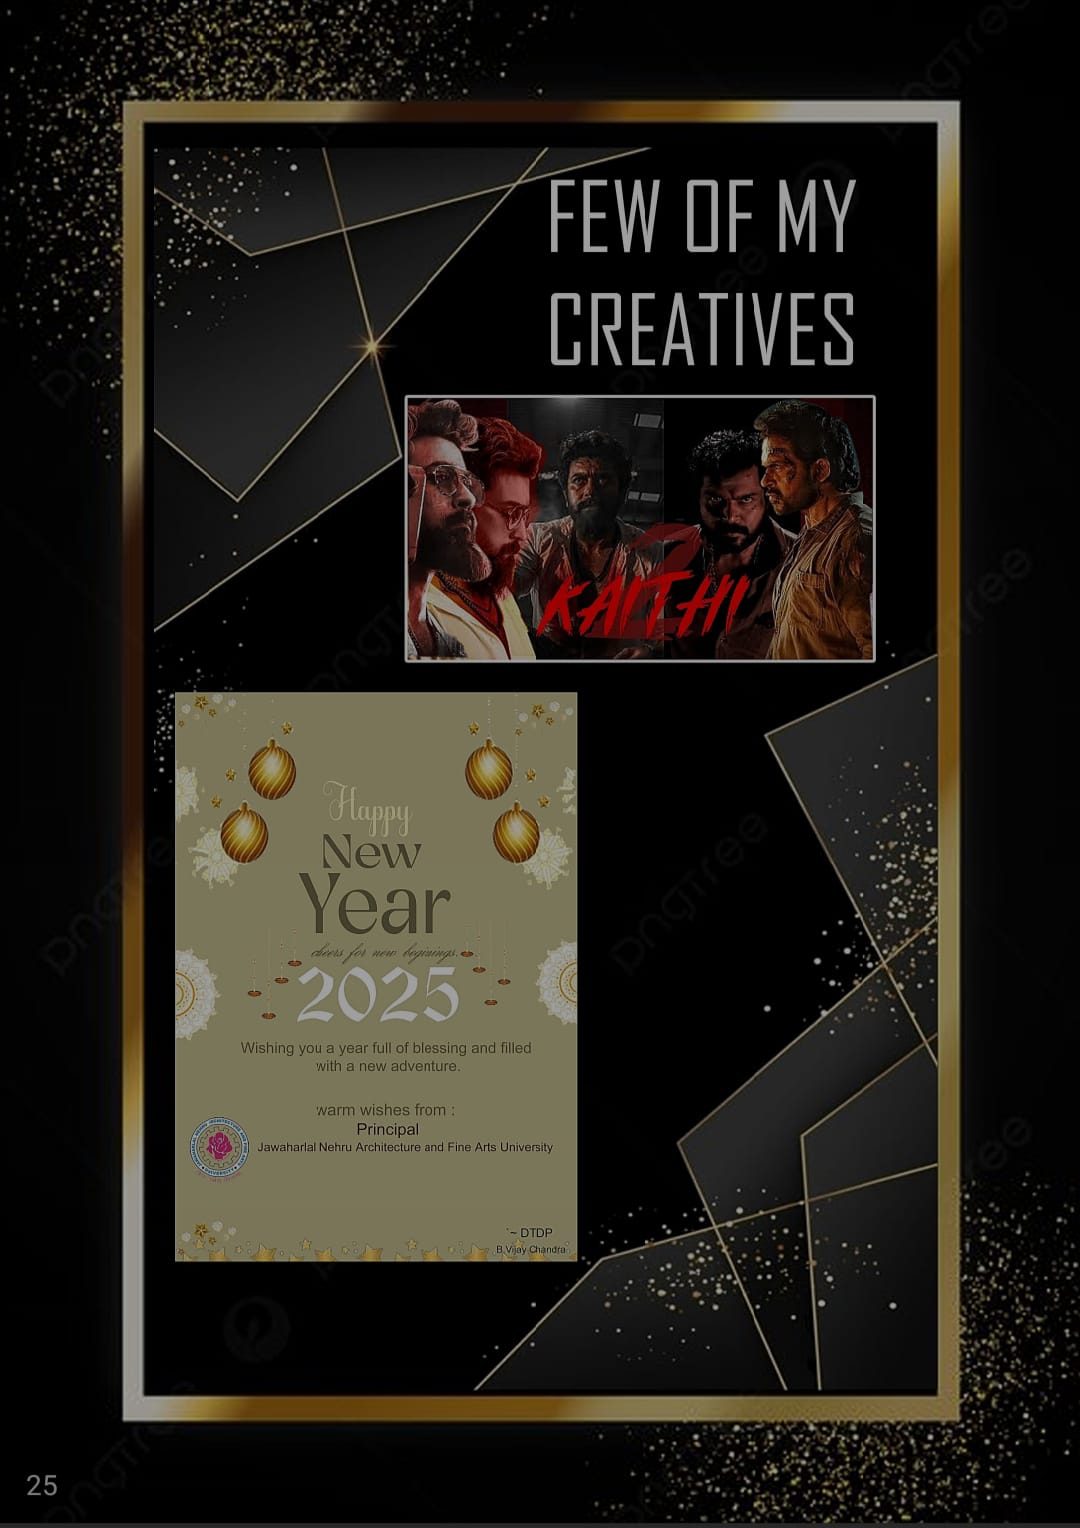 FEW OF MY
CREATIVES
2
KAITHI
Happy
New
Year
cheers for new beginings.
2025
Wishing you a year full of blessing and filled
with a new adventure.
warm wishes from :
Principal
Jawaharlal Nehru Architecture and Fine Arts University
`~ DTDP
B.Vijay Chandra
25
pngtree